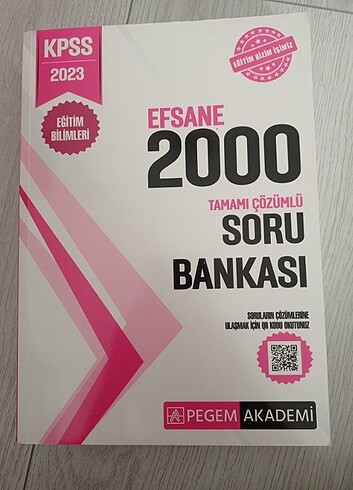 KPSS
2023
EĞİTİM
BİLİMLERİ
EĞİTİM BİZİM İŞİMİZ
EFSANE
2000
TAMAMI ÇÖZÜMLÜ
SORU
BANKASI
SORULARIN ÇÖZÜMLERİNE
ULAŞMAK İÇİN QR KODU OKUTUNUZ
PEGEM AKADEMİ